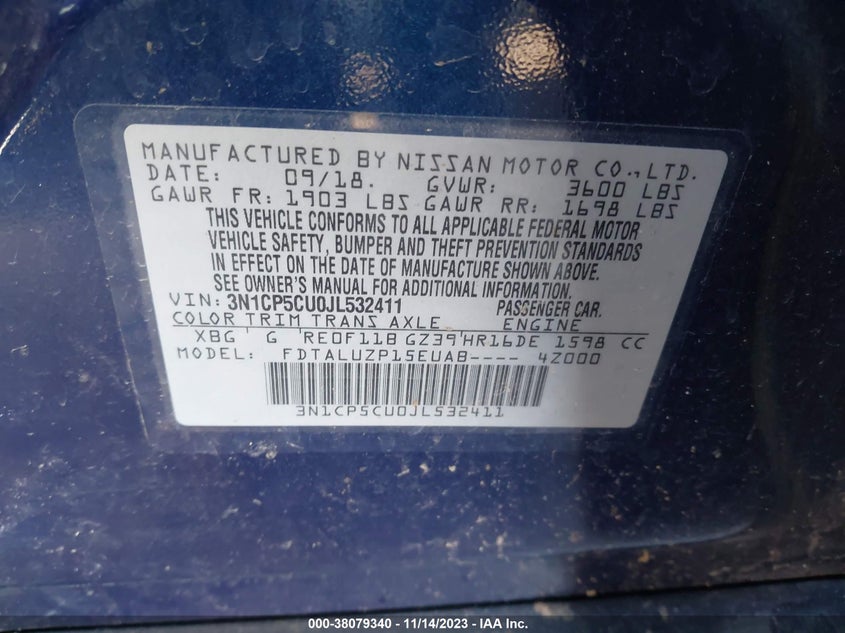 MANUFACTURED BY NISSAN MOTOR CO.,LTD.
DATE: 09/18. GVWR: 3600 LBS
GAWR FR: 1903 LBS GAWR RR: 1698 LBS
THIS VEHICLE CONFORMS TO ALL APPLICABLE FEDERAL MOTOR
VEHICLE SAFETY, BUMPER AND THEFT PREVENTION STANDARDS
IN EFFECT ON THE DATE OF MANUFACTURE SHOWN ABOVE.
SEE OWNER'S MANUAL FOR ADDITIONAL INFORMATION.
VIN: 3N1CP5CU0JL532411 PASSENGER CAR.
COLOR TRIM TRANS AXLE ENGINE
XBG G RE0F11B GZ39 HR16DE 1598 CC
MODEL: FDTALUZP15EUAB---- 4Z000
3N1CP5CU0JL532411
000-38079340 - 11/14/2023 - IAA Inc.